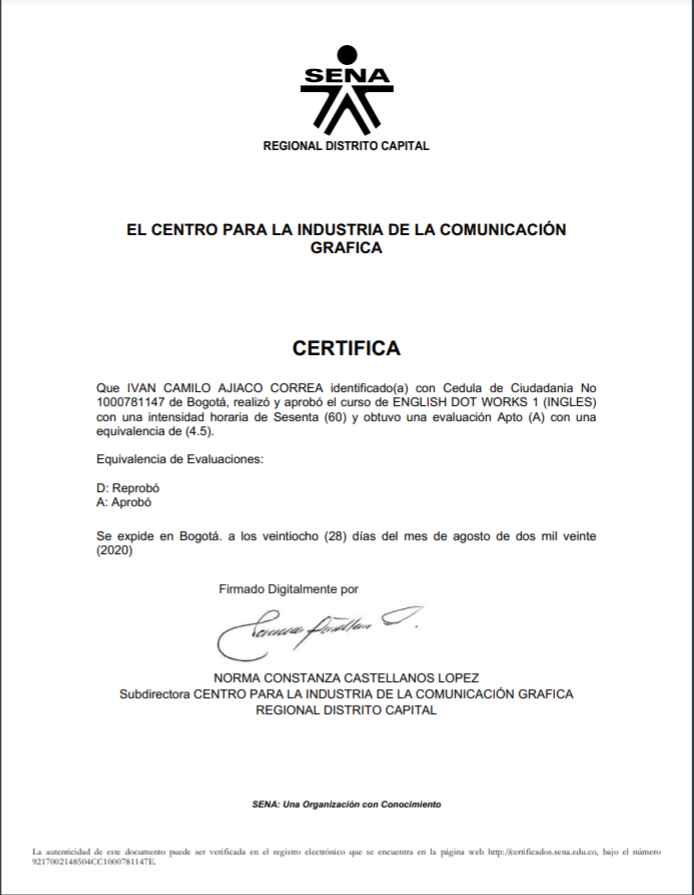 SENA
REGIONAL DISTRITO CAPITAL
EL CENTRO PARA LA INDUSTRIA DE LA COMUNICACIÓN
GRAFICA
CERTIFICA
Que IVAN CAMILO AJIACO CORREA identificado(a) con Cedula de Ciudadania No
1000781147 de Bogotá, realizó y aprobó el curso de ENGLISH DOT WORKS 1 (INGLES)
con una intensidad horaria de Sesenta (60) y obtuvo una evaluación Apto (A) con una
equivalencia de (4.5).
Equivalencia de Evaluaciones:
D: Reprobó
A: Aprobó
Se expide en Bogotá. a los veintiocho (28) días del mes de agosto de dos mil veinte
(2020)
Firmado Digitalmente por
NORMA CONSTANZA CASTELLANOS LOPEZ
Subdirectora CENTRO PARA LA INDUSTRIA DE LA COMUNICACIÓN GRAFICA
REGIONAL DISTRITO CAPITAL
SENA: Una Organización con Conocimiento
La autenticidad de este documento puede ser verificada en el registro electrónico que se encuentra en la página web http://certificados.sena.edu.co, bajo el número
9217002148504CC1000781147E.